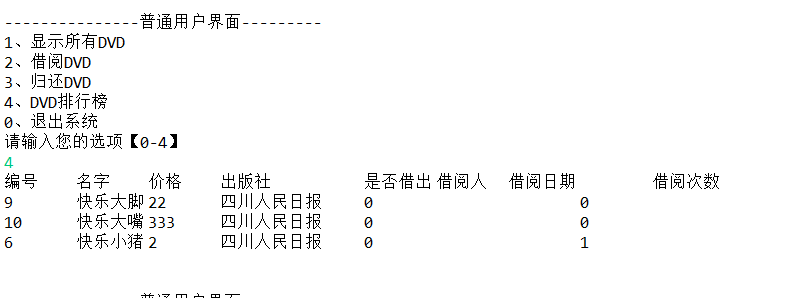 ---------------普通用户界面---------
1、显示所有DVD
2、借阅DVD
3、归还DVD
4、DVD排行榜
0、退出系统
请输入您的选项【0-4】
4
编号 名字 价格 出版社 是否借出 借阅人 借阅日期 借阅次数
9 快乐大脚 22 四川人民日报 0 0
10 快乐大嘴 333 四川人民日报 0 0
6 快乐小猪 2 四川人民日报 0 1
---------------普通用户界面---------